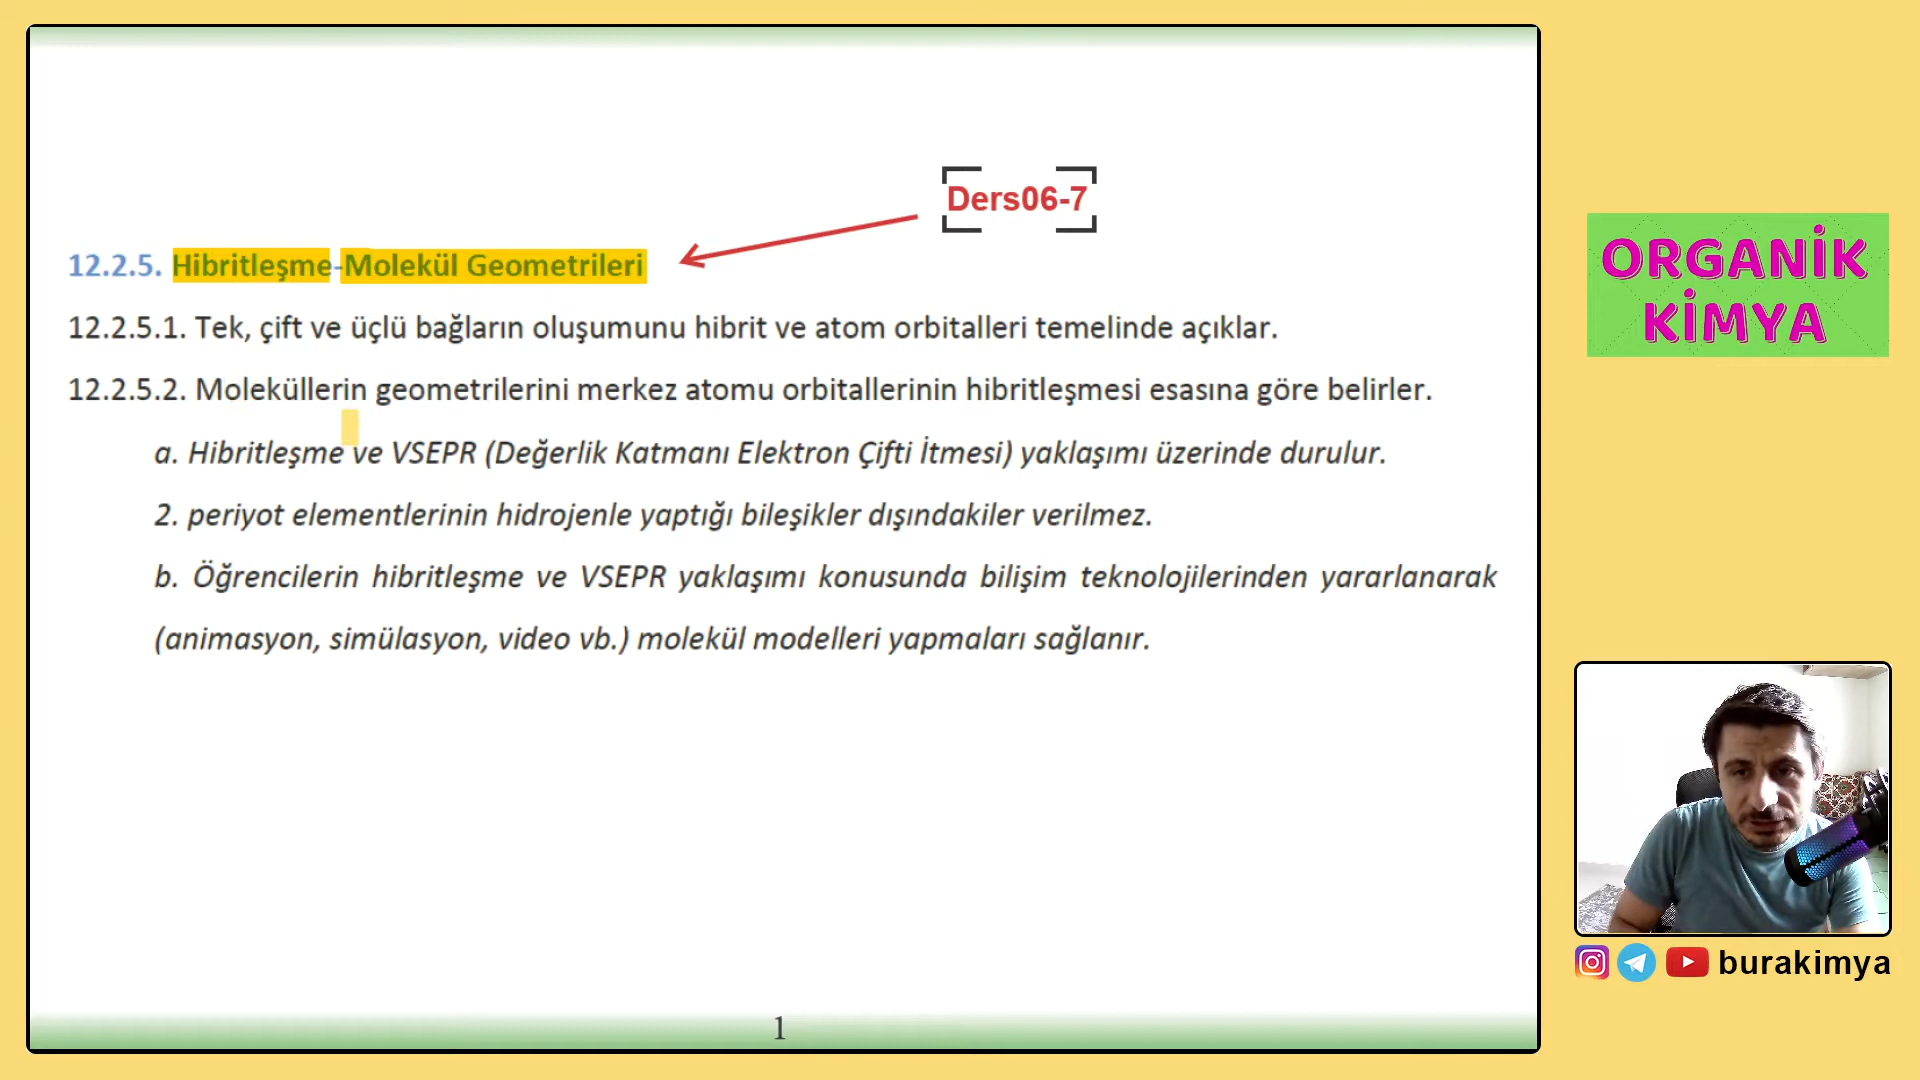 Ders06-7
12.2.5. Hibritleşme-Molekül Geometrileri
12.2.5.1. Tek, çift ve üçlü bağların oluşumunu hibrit ve atom orbitalleri temelinde açıklar.
12.2.5.2. Moleküllerin geometrilerini merkez atomu orbitallerinin hibritleşmesi esasına göre belirler.
a. Hibritleşme ve VSEPR (Değerlik Katmanı Elektron Çifti İtmesi) yaklaşımı üzerinde durulur.
2. periyot elementlerinin hidrojenle yaptığı bileşikler dışındakiler verilmez.
b. Öğrencilerin hibritleşme ve VSEPR yaklaşımı konusunda bilişim teknolojilerinden yararlanarak
(animasyon, simülasyon, video vb.) molekül modelleri yapmaları sağlanır.
1
ORGANİK
KİMYA
burakimya